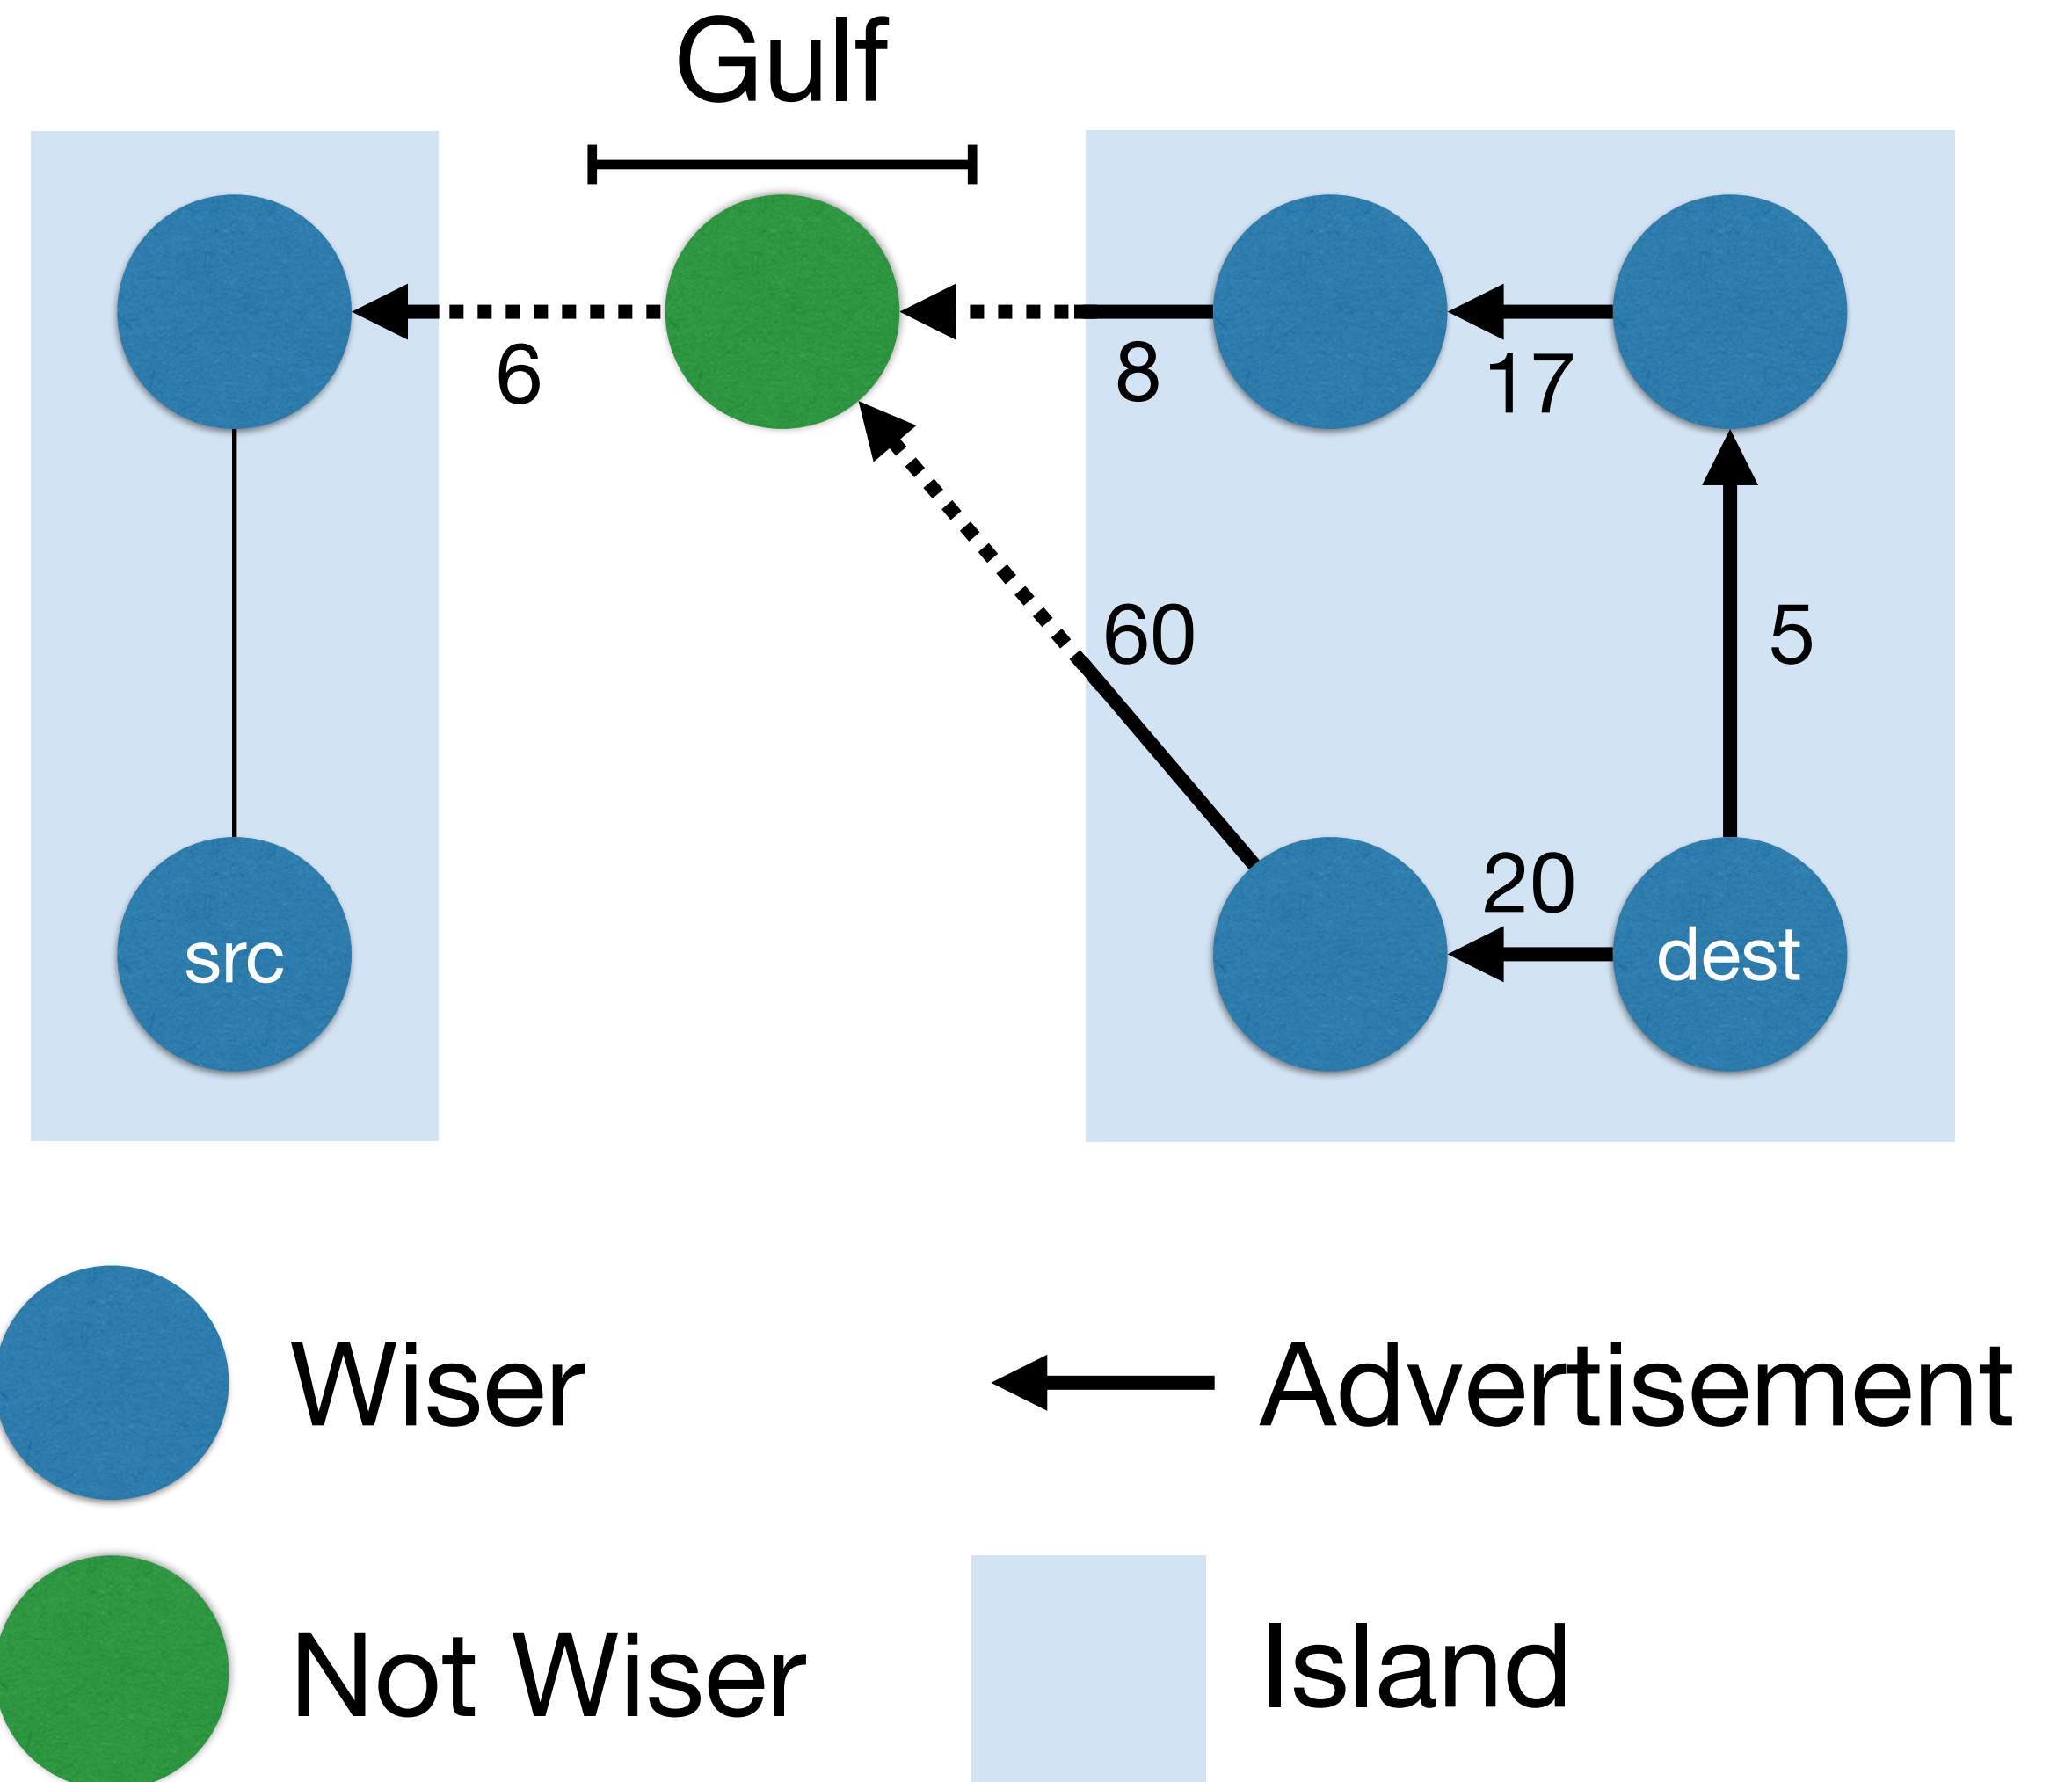 Gulf
6
8
17
60
5
20
src
dest
Wiser
Advertisement
Not Wiser
Island